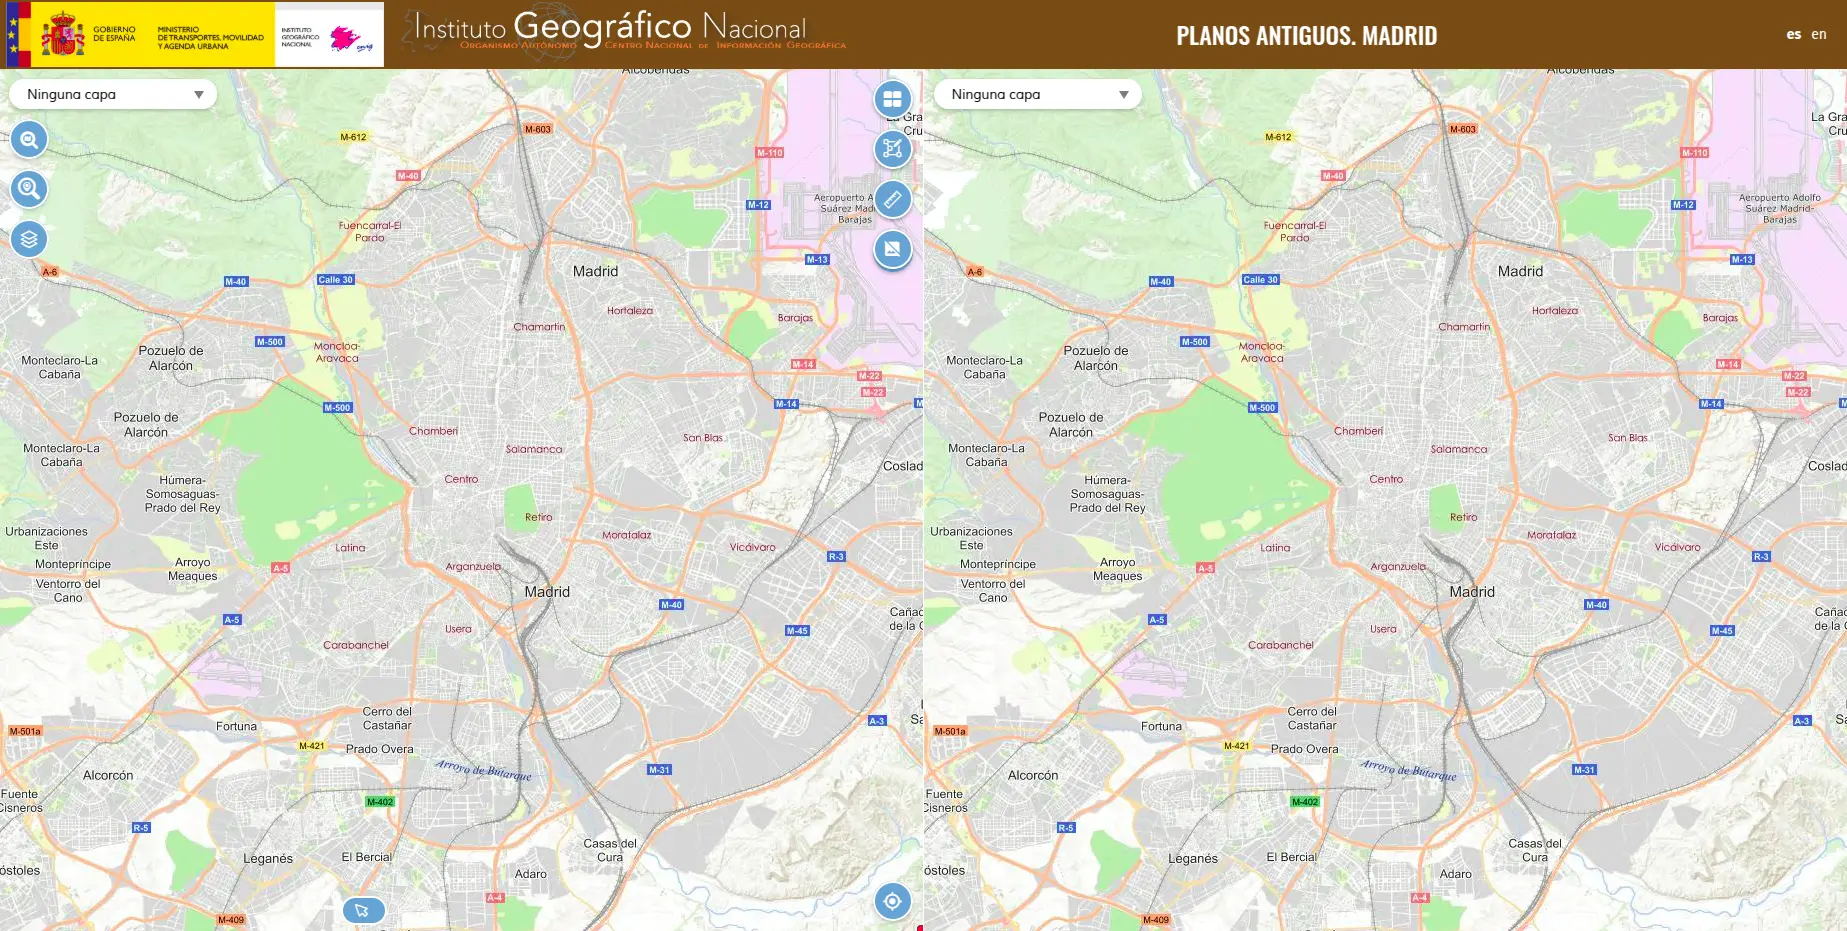 GOBIERNO
DE ESPAÑA
MINISTERIO
DE TRANSPORTES, MOVILIDAD
Y AGENDA URBANA
INSTITUTO
GEOGRÁFICO
NACIONAL
cnig
Instituto Geográfico Nacional
Organismo Autónomo Centro Nacional de Información Geográfica
PLANOS ANTIGUOS. MADRID
es en
Ninguna capa
Alcobendas
M-603
M-612
M-110
M-40
La Gra
Cru
M-12
Aeropuerto A
Suárez Madr
Barajas
Fuencarral-El
Pardo
M-13
A-6
M-40
Calle 30
Madrid
Hortaleza
Barajas
Chamartín
M-500
Moncloa-
Aravaca
Pozuelo de
Alarcón
Monteclaro-La
Cabaña
M-14
M-22
M-22
M-500
M-14
M
Pozuelo de
Alarcón
Chamberí
San Blas
Salamanca
Monteclaro-La
Cabaña
Coslad
Centro
Húmera-
Somosaguas-
Prado del Rey
Retiro
Urbanizaciones
Este
Moratalaz
Latina
Vicálvaro
R-3
Montepríncipe
Arroyo
Meaques
A-5
Arganzuela
Ventorro del
Cano
Madrid
M-40
Cañad
de la C
A-5
Usera
M-45
Carabanchel
Cerro del
Castañar
Fortuna
A-3
Sa
M-501a
M-421
Prado Overa
Alcorcón
Arroyo de Butarque
M-31
Fuente
Cisneros
M-402
R-5
Casas del
Cura
Leganés
El Bercial
óstoles
Adaro
A-4
M-409
Ninguna capa
Alcobendas
M-603
M-612
M-110
M-40
La Gra
Cru
M-12
Aeropuerto Adolfo
Suárez Madrid-
Barajas
Fuencarral-El
Pardo
M-13
A-6
M-40
Calle 30
Madrid
Hortaleza
Barajas
Chamartín
M-500
Moncloa-
Aravaca
Pozuelo de
Alarcón
Monteclaro-La
Cabaña
M-14
M-22
M-22
M-500
M-14
M
Pozuelo de
Alarcón
Chamberí
San Blas
Salamanca
Monteclaro-La
Cabaña
Coslad
Centro
Húmera-
Somosaguas-
Prado del Rey
Retiro
Urbanizaciones
Este
Moratalaz
Latina
Vicálvaro
R-3
Montepríncipe
Arroyo
Meaques
A-5
Arganzuela
Ventorro del
Cano
Madrid
M-40
Cañad
de la C
A-5
Usera
M-45
Carabanchel
Cerro del
Castañar
Fortuna
A-3
Sa
M-501a
M-421
Prado Overa
Alcorcón
Arroyo de Butarque
M-31
Fuente
Cisneros
M-402
R-5
Casas del
Cura
Leganés
El Bercial
óstoles
Adaro
A-4
M-409